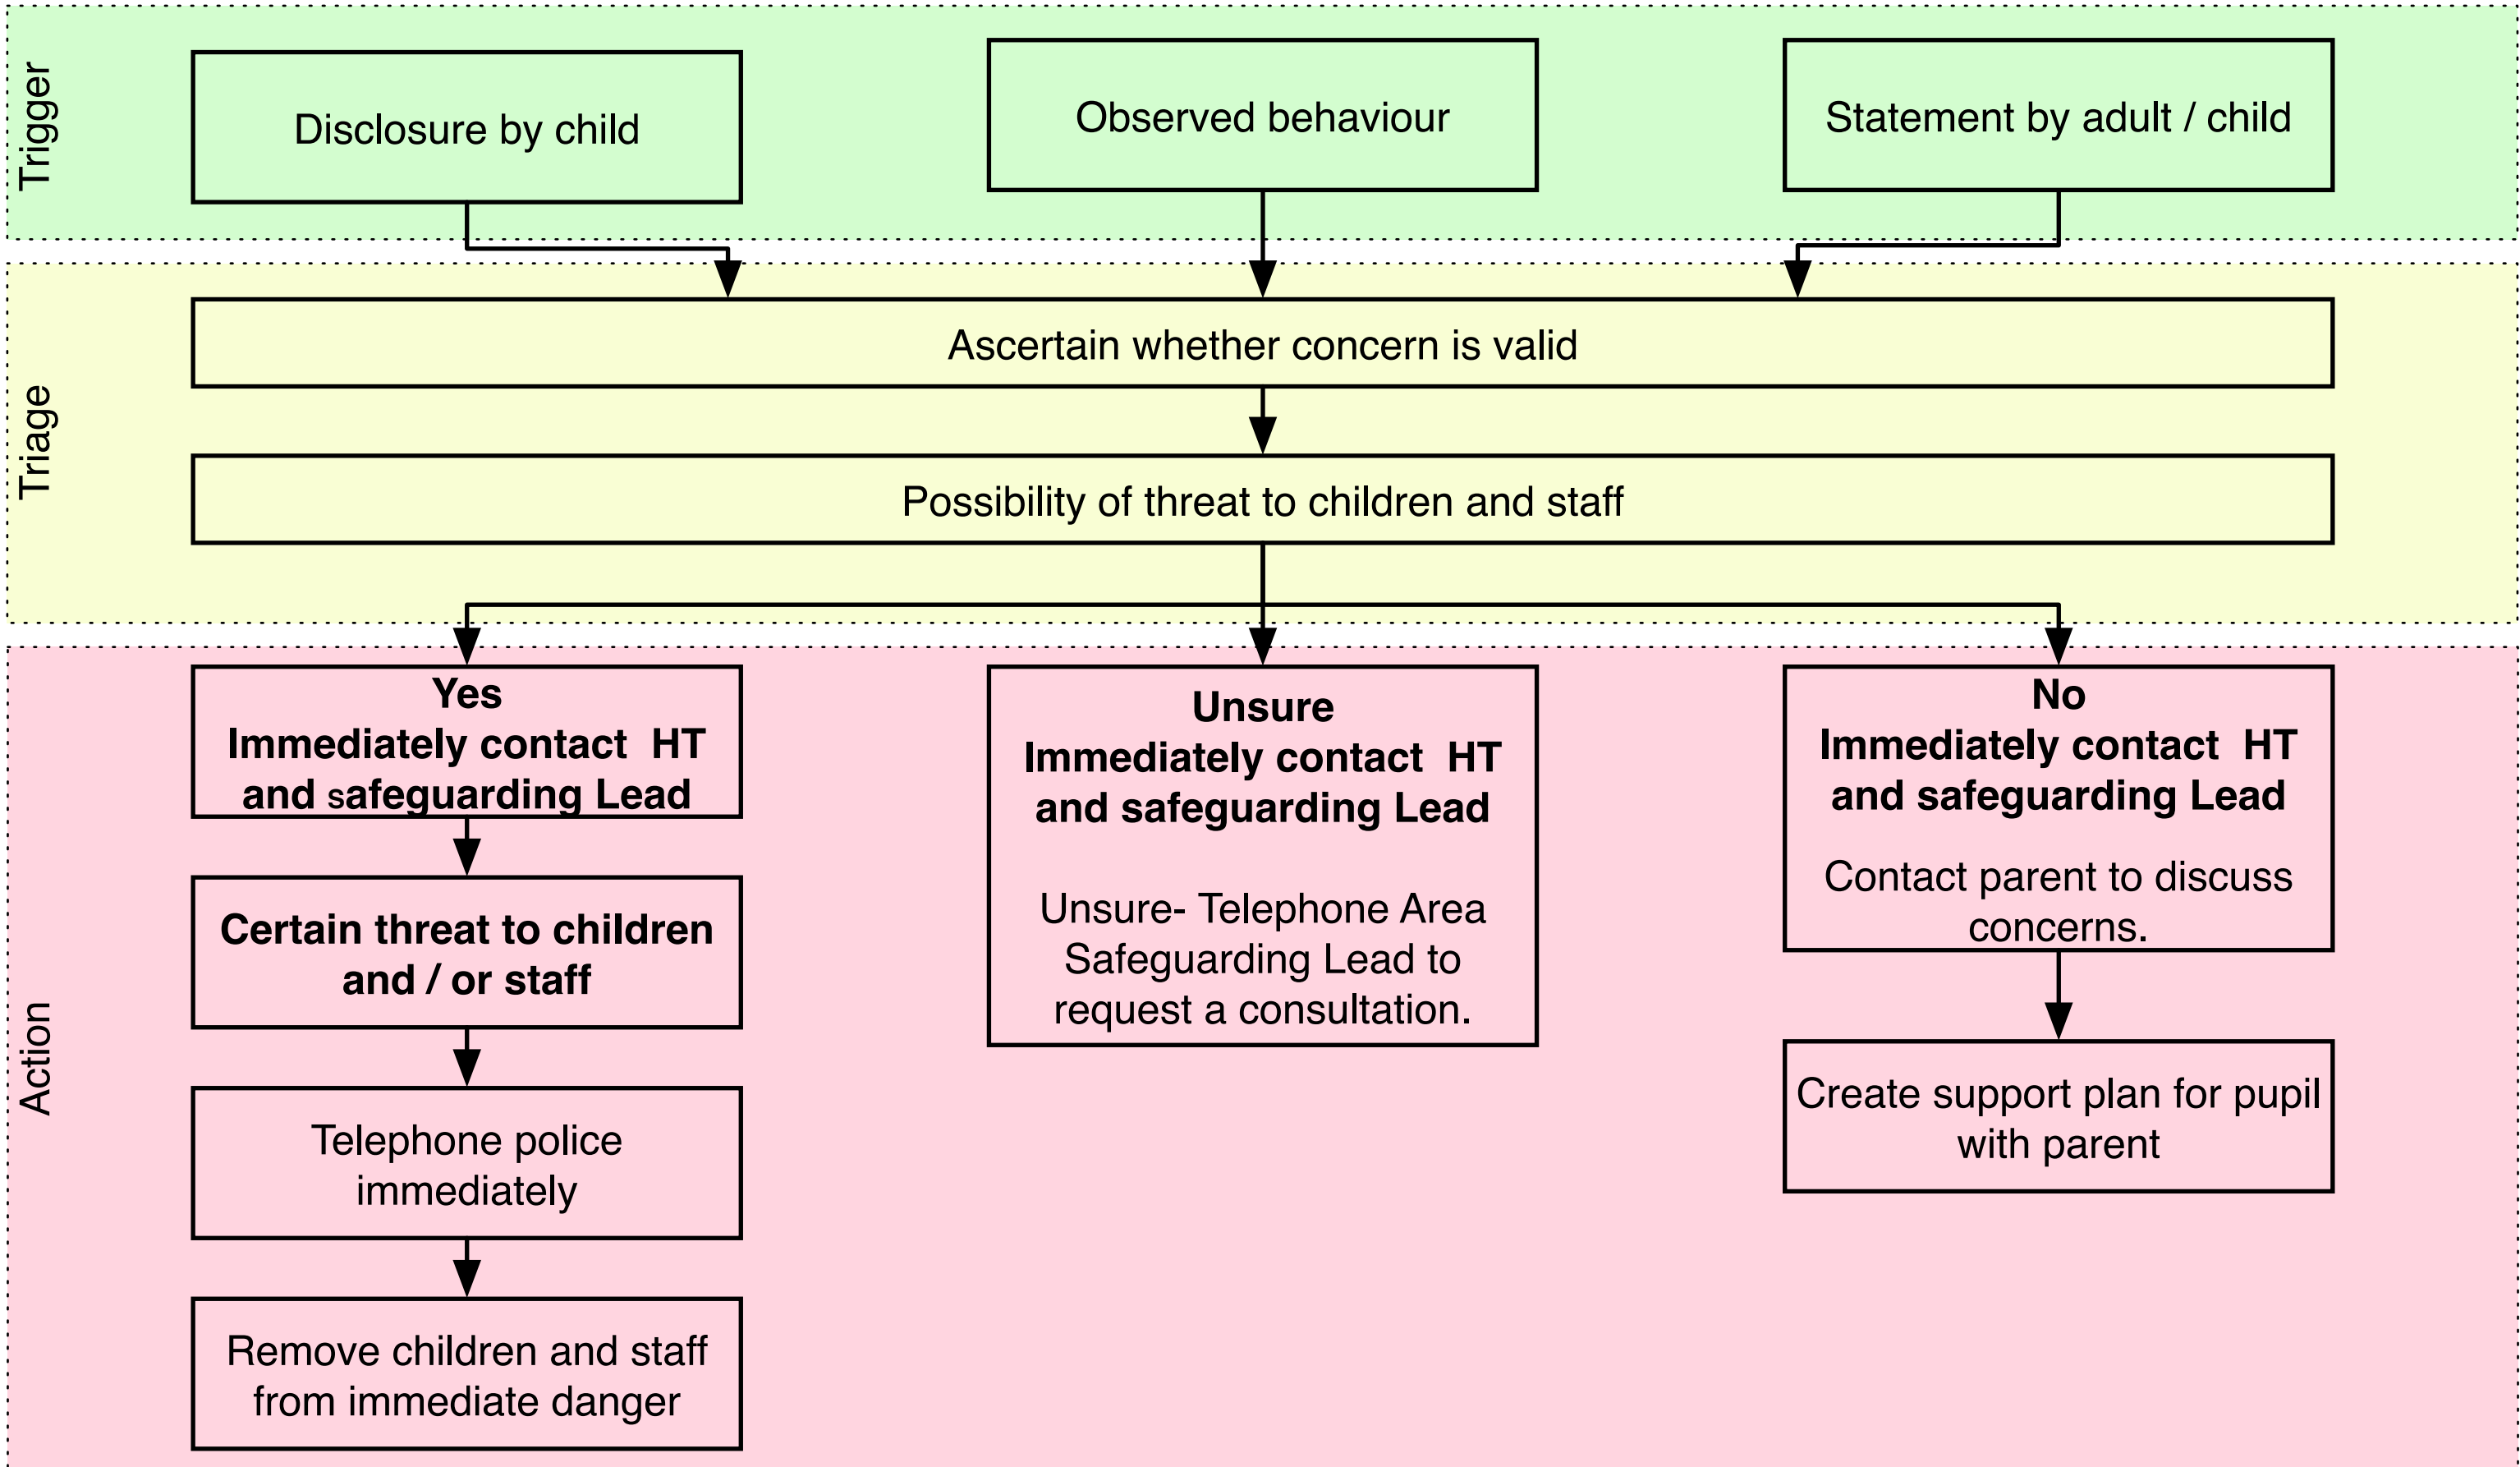 Trigger
Disclosure by child
Observed behaviour
Statement by adult / child
Triage
Ascertain whether concern is valid
Possibility of threat to children and staff
Action
Yes
Immediately contact  HT
and safeguarding Lead
Certain threat to children
and / or staff
Telephone police
immediately
Remove children and staff
from immediate danger
Unsure
Immediately contact  HT
and safeguarding Lead
Unsure- Telephone Area
Safeguarding Lead to
request a consultation.
No
Immediately contact  HT
and safeguarding Lead
Contact parent to discuss
concerns.
Create support plan for pupil
with parent